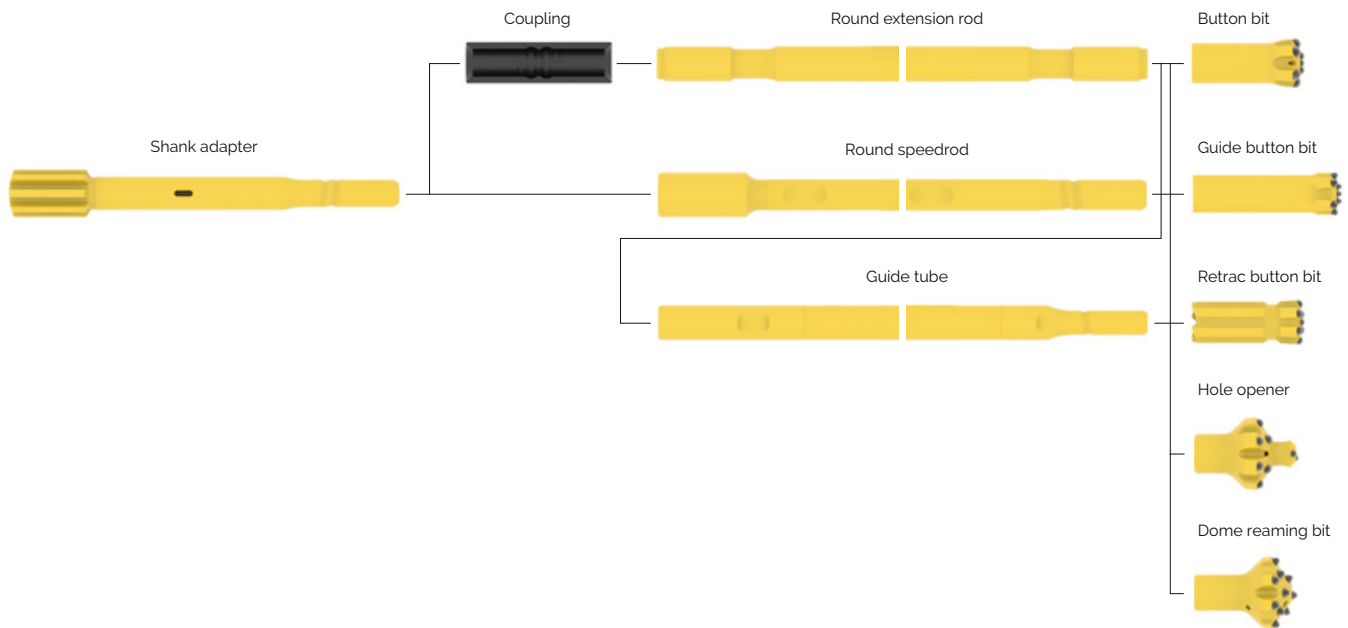 Coupling
Round extension rod
Button bit
Shank adapter
Round speedrod
Guide button bit
Guide tube
Retrac button bit
Hole opener
Dome reaming bit